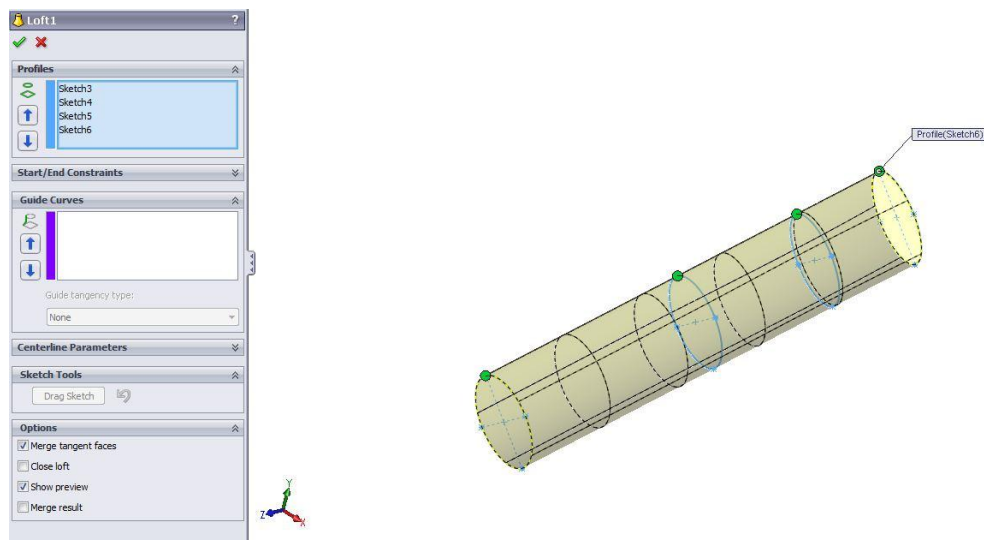 Loft1 ?
Profiles
Sketch3
Sketch4
Sketch5
Sketch6
Start/End Constraints
Guide Curves
Guide tangency type:
None
Centerline Parameters
Sketch Tools
Drag Sketch
Options
Merge tangent faces
Close loft
Show preview
Merge result
Profile(Sketch6)
Y
Z
X